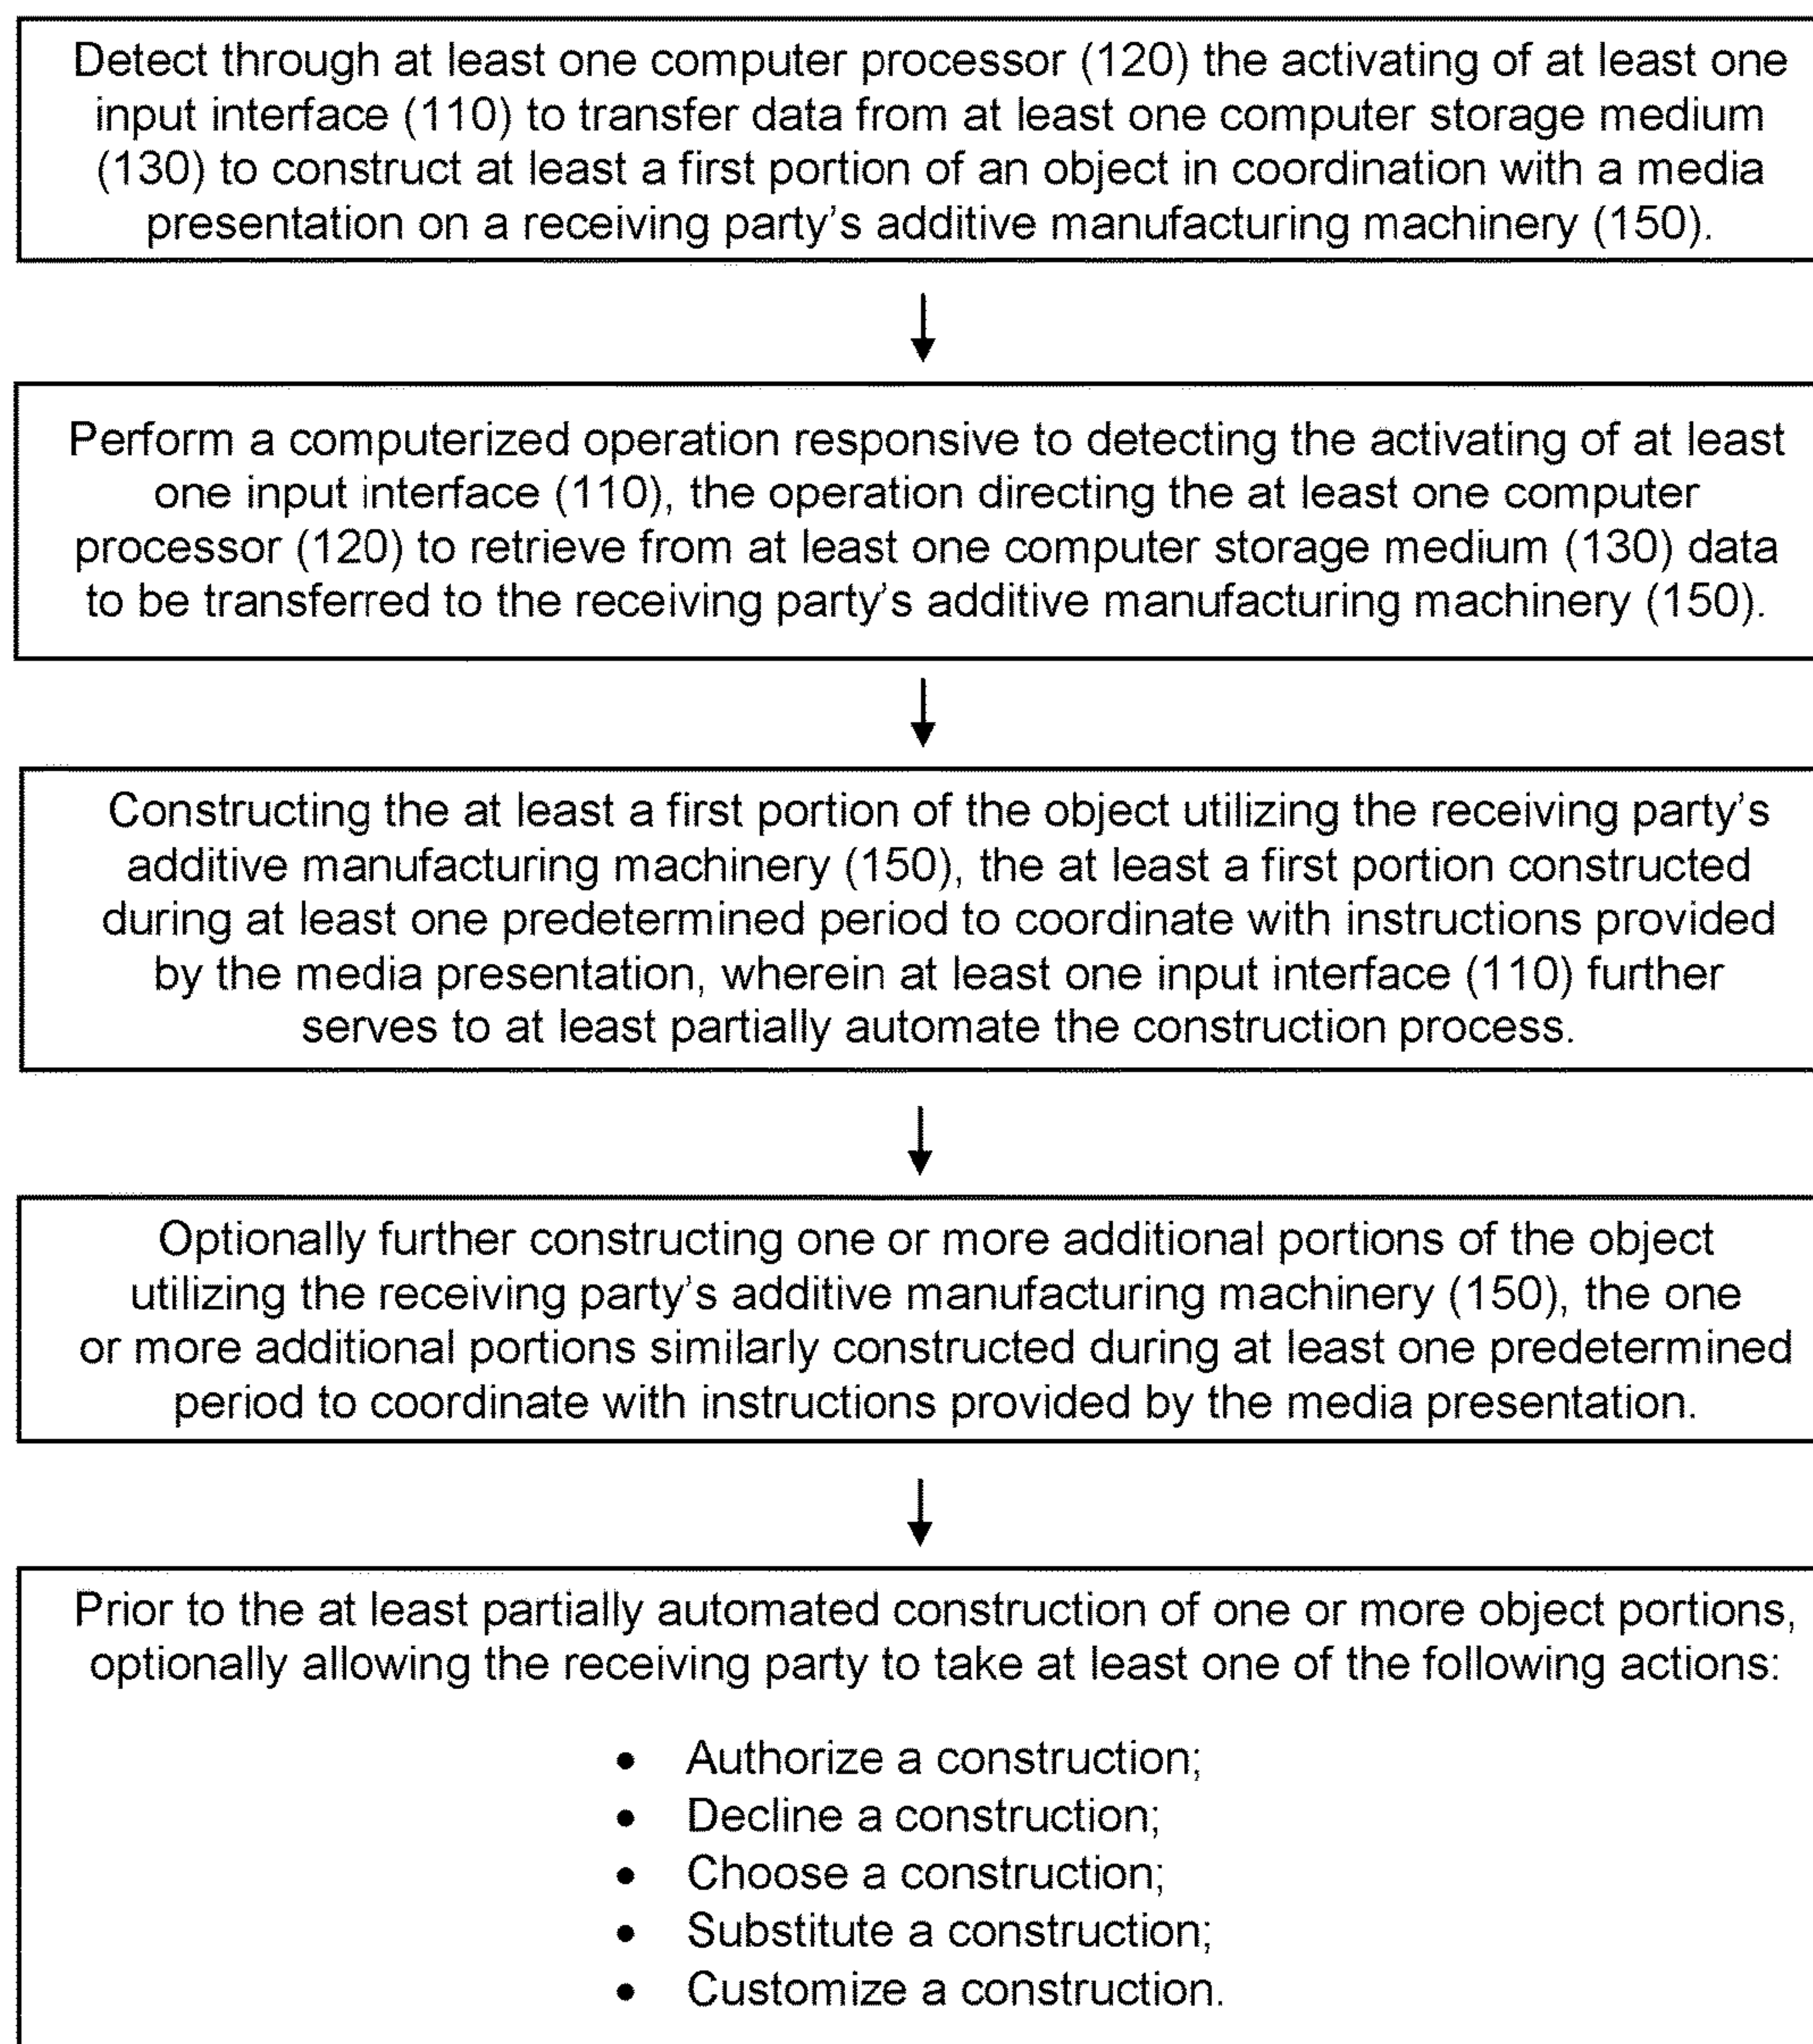 Detect through at least one computer processor (120) the activating of at least one
input interface (110) to transfer data from at least one computer storage medium
(130) to construct at least a first portion of an object in coordination with a media
presentation on a receiving party's additive manufacturing machinery (150).
Perform a computerized operation responsive to detecting the activating of at least
one input interface (110), the operation directing the at least one computer
processor (120) to retrieve from at least one computer storage medium (130) data
to be transferred to the receiving party's additive manufacturing machinery (150).
Constructing the at least a first portion of the object utilizing the receiving party's
additive manufacturing machinery (150), the at least a first portion constructed
during at least one predetermined period to coordinate with instructions provided
by the media presentation, wherein at least one input interface (110) further
serves to at least partially automate the construction process.
Optionally further constructing one or more additional portions of the object
utilizing the receiving party's additive manufacturing machinery (150), the one
or more additional portions similarly constructed during at least one predetermined
period to coordinate with instructions provided by the media presentation.
Prior to the at least partially automated construction of one or more object portions,
optionally allowing the receiving party to take at least one of the following actions:
• Authorize a construction;
• Decline a construction;
• Choose a construction;
• Substitute a construction;
• Customize a construction.